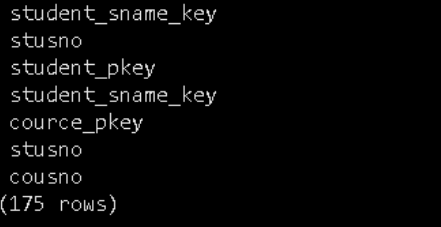 student_sname_key
stusno
student_pkey
student_sname_key
cource_pkey
stusno
cousno
(175 rows)